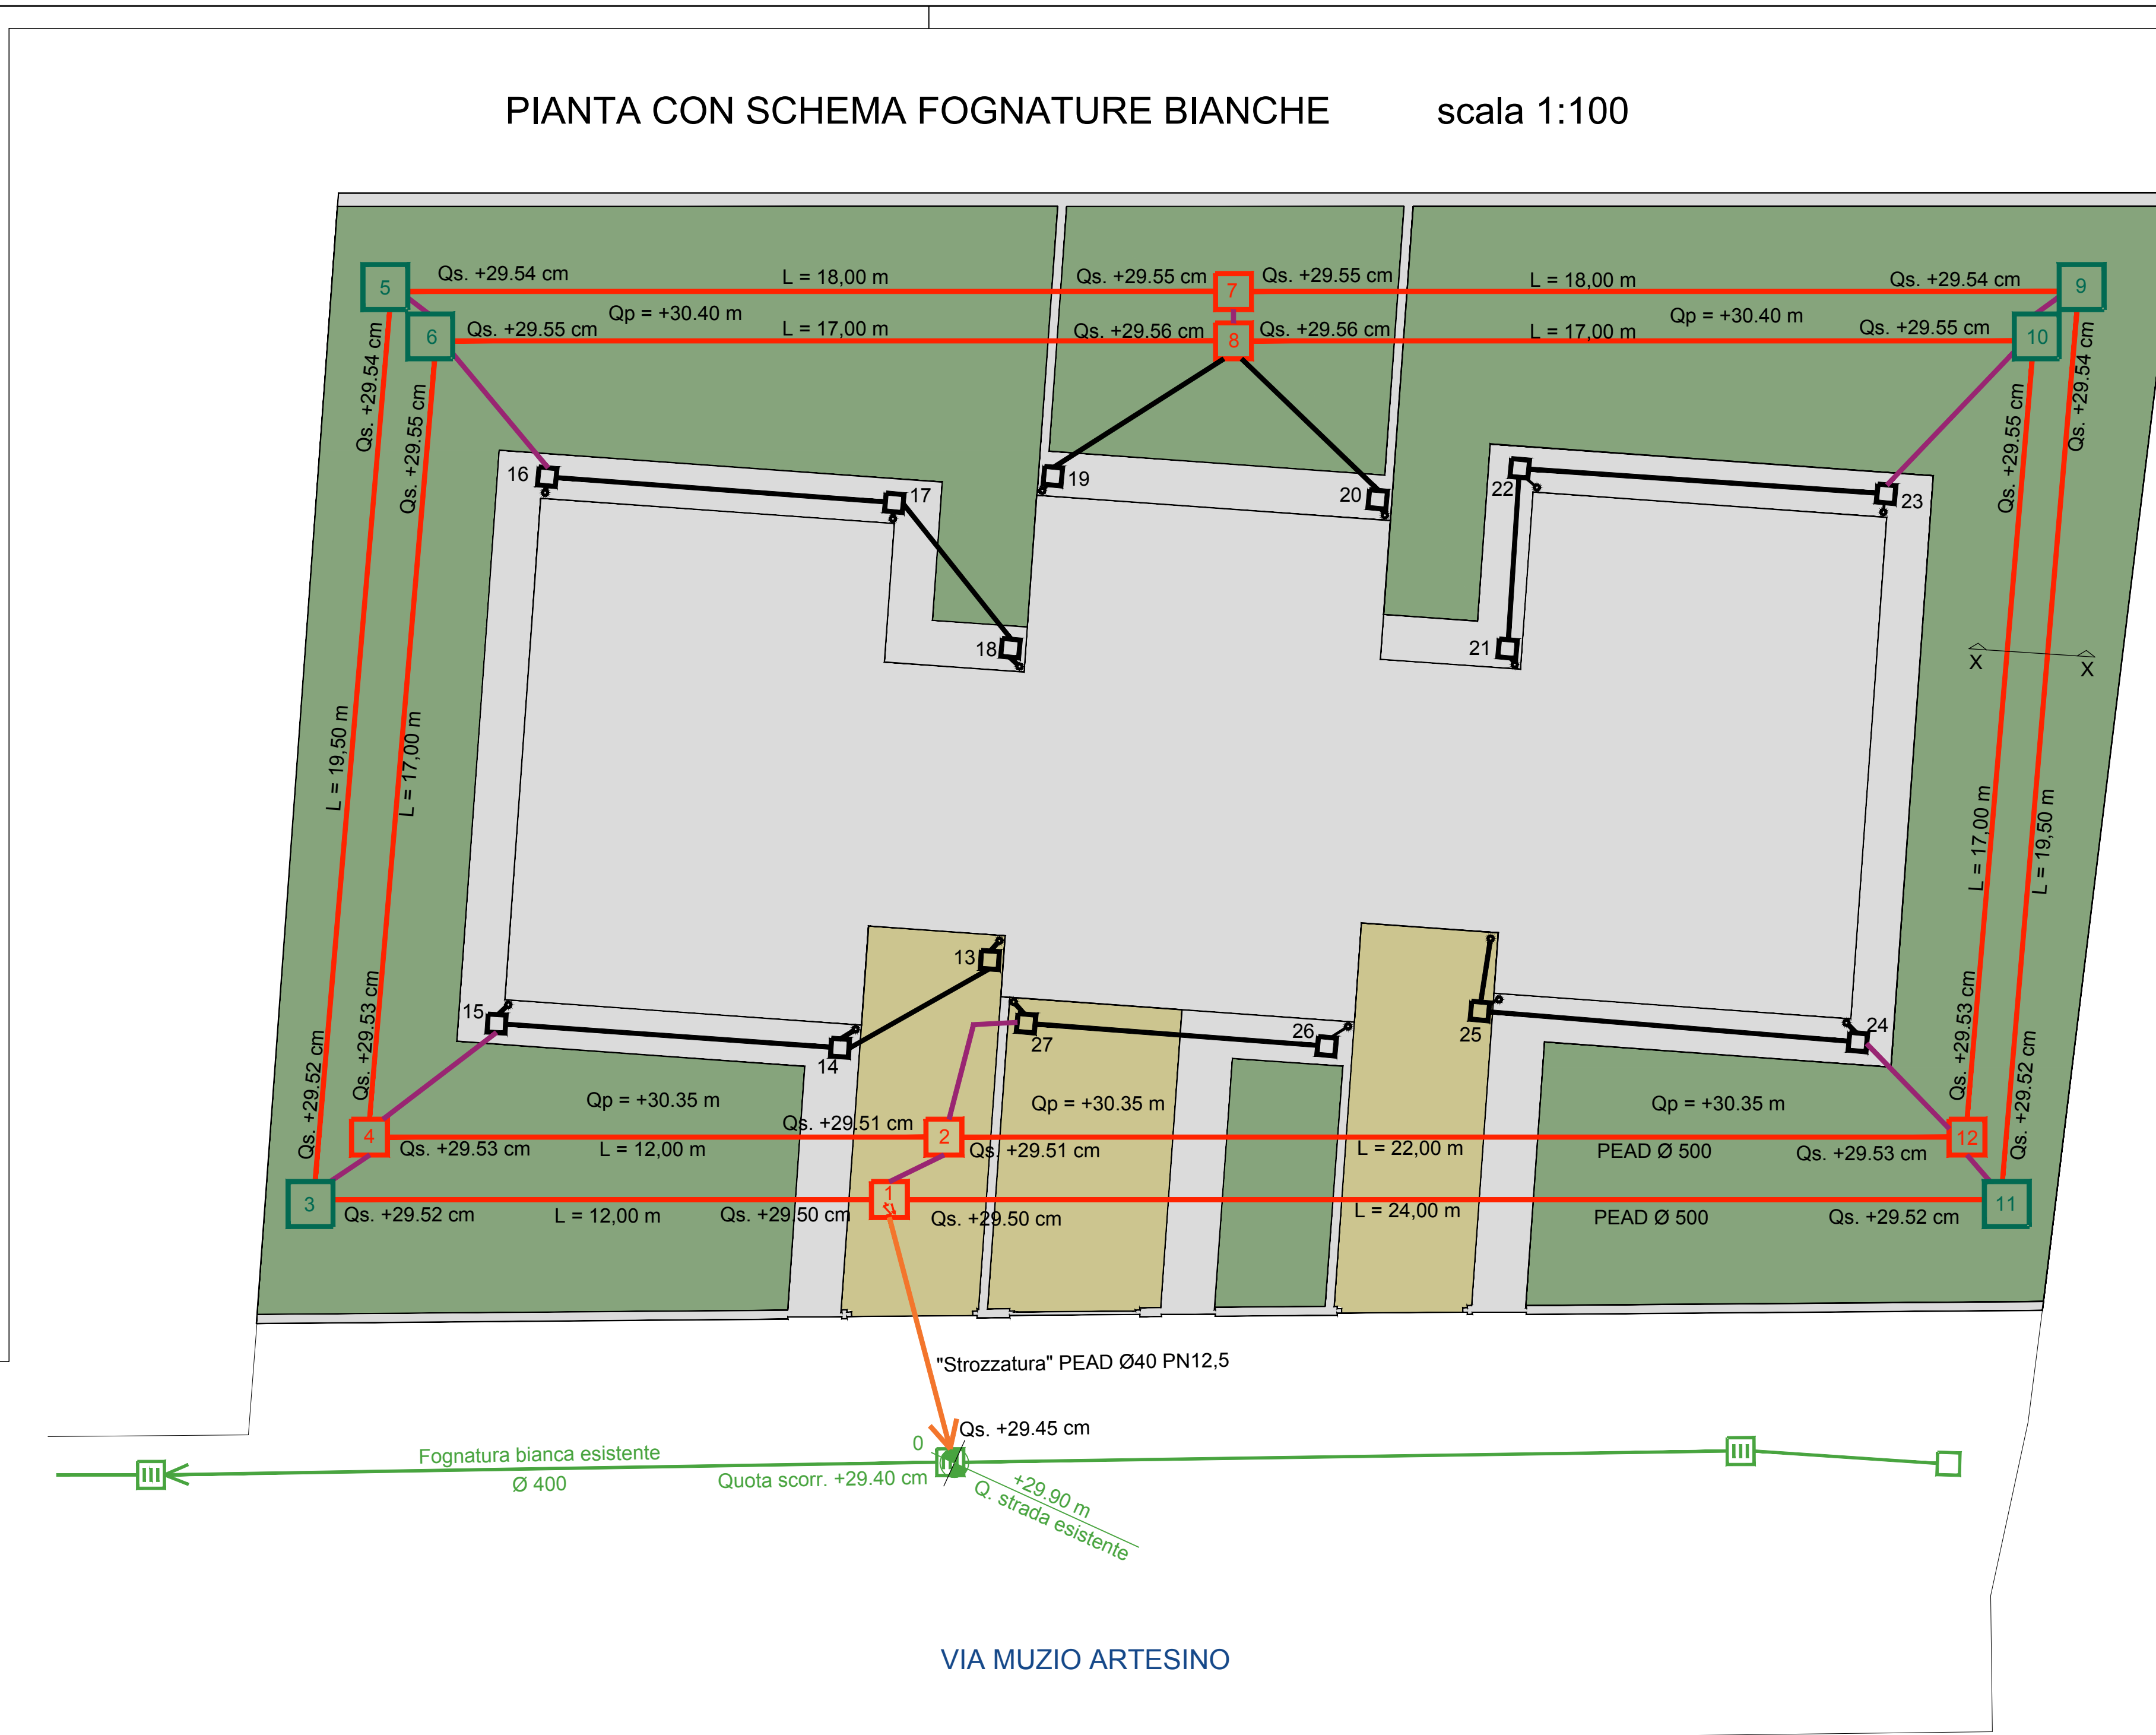 PIANTA CON SCHEMA FOGNATURE BIANCHE scala 1:100
5
Qs. +29.54 cm
L = 18,00 m
Qs. +29.55 cm
7
Qs. +29.55 cm
L = 18,00 m
Qs. +29.54 cm
9
Qp = +30.40 m
Qp = +30.40 m
6
Qs. +29.55 cm
L = 17,00 m
Qs. +29.56 cm
8
Qs. +29.56 cm
L = 17,00 m
Qs. +29.55 cm
10
Qs. +29.54 cm
Qs. +29.55 cm
Qs. +29.55 cm
Qs. +29.54 cm
16
17
19
20
22
23
18
21
X
X
L = 19,50 m
L = 17,00 m
L = 17,00 m
L = 19,50 m
13
15
14
27
26
25
24
Qs. +29.52 cm
Qs. +29.53 cm
Qs. +29.53 cm
Qs. +29.52 cm
Qp = +30.35 m
Qp = +30.35 m
Qp = +30.35 m
4
Qs. +29.53 cm
L = 12,00 m
Qs. +29.51 cm
2
Qs. +29.51 cm
L = 22,00 m
PEAD Ø 500
Qs. +29.53 cm
12
3
Qs. +29.52 cm
L = 12,00 m
Qs. +29.50 cm
1
Qs. +29.50 cm
L = 24,00 m
PEAD Ø 500
Qs. +29.52 cm
11
"Strozzatura" PEAD Ø40 PN12,5
Qs. +29.45 cm
0
Fognatura bianca esistente
Ø 400
Quota scorr. +29.40 cm
+29.90 m
Q. strada esistente
VIA MUZIO ARTESINO